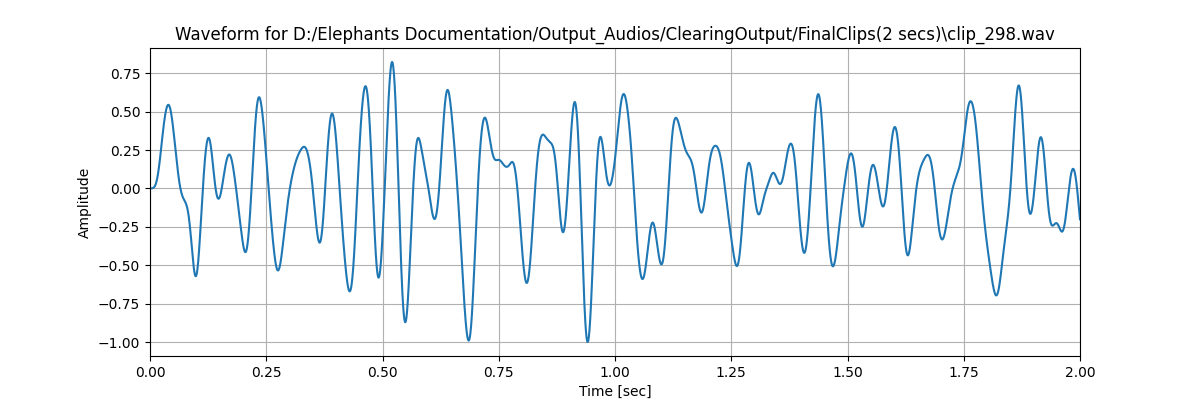 Waveform for D:/Elephants Documentation/Output_Audios/ClearingOutput/FinalClips(2 secs)\clip_298.wav
0.75
0.50
0.25
0.00
−0.25
−0.50
−0.75
−1.00
Amplitude
0.00 0.25 0.50 0.75 1.00 1.25 1.50 1.75 2.00
Time [sec]